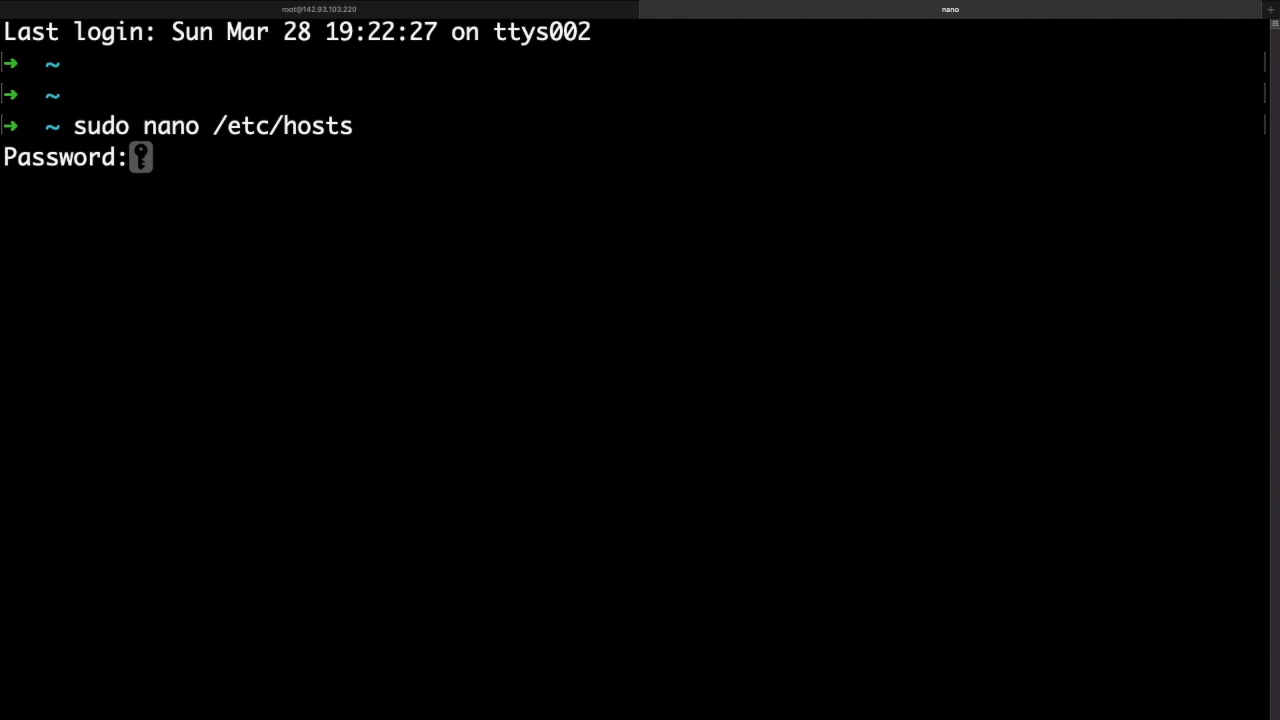 root@142.93.103.220
nano
Last login: Sun Mar 28 19:22:27 on ttys002
➜ ~
➜ ~
➜ ~ sudo nano /etc/hosts
Password: